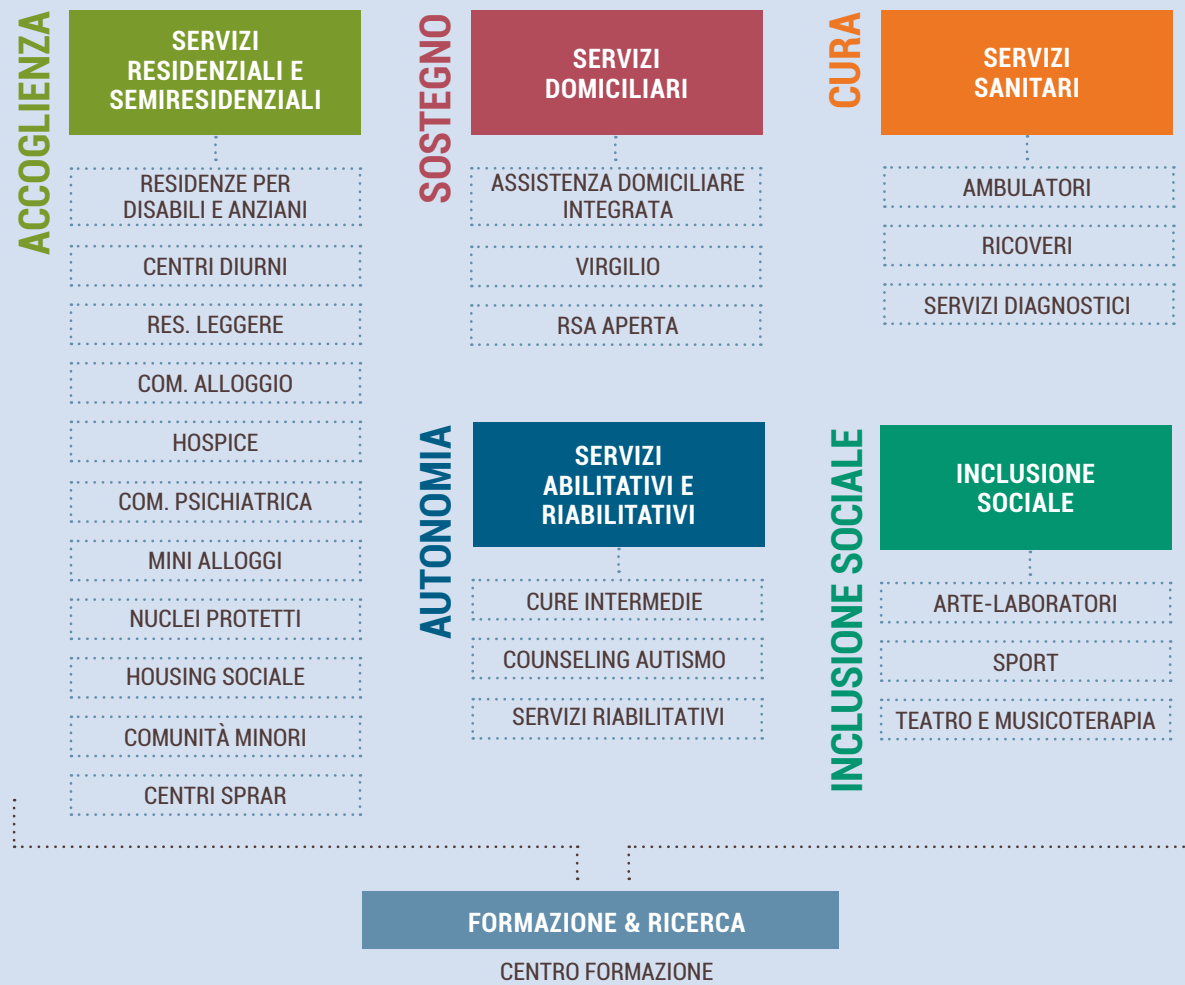 ACCOGLIENZA
SERVIZI
RESIDENZIALI E
SEMIRESIDENZIALI
RESIDENZE PER
DISABILI E ANZIANI
CENTRI DIURNI
RES. LEGGERE
COM. ALLOGGIO
HOSPICE
COM. PSICHIATRICA
MINI ALLOGGI
NUCLEI PROTETTI
HOUSING SOCIALE
COMUNITÀ MINORI
CENTRI SPRAR
SOSTEGNO
SERVIZI
DOMICILIARI
ASSISTENZA DOMICILIARE
INTEGRATA
VIRGILIO
RSA APERTA
CURA
SERVIZI
SANITARI
AMBULATORI
RICOVERI
SERVIZI DIAGNOSTICI
AUTONOMIA
SERVIZI
ABILITATIVI E
RIABILITATIVI
CURE INTERMEDIE
COUNSELING AUTISMO
SERVIZI RIABILITATIVI
INCLUSIONE SOCIALE
INCLUSIONE
SOCIALE
ARTE-LABORATORI
SPORT
TEATRO E MUSICOTERAPIA
FORMAZIONE & RICERCA
CENTRO FORMAZIONE